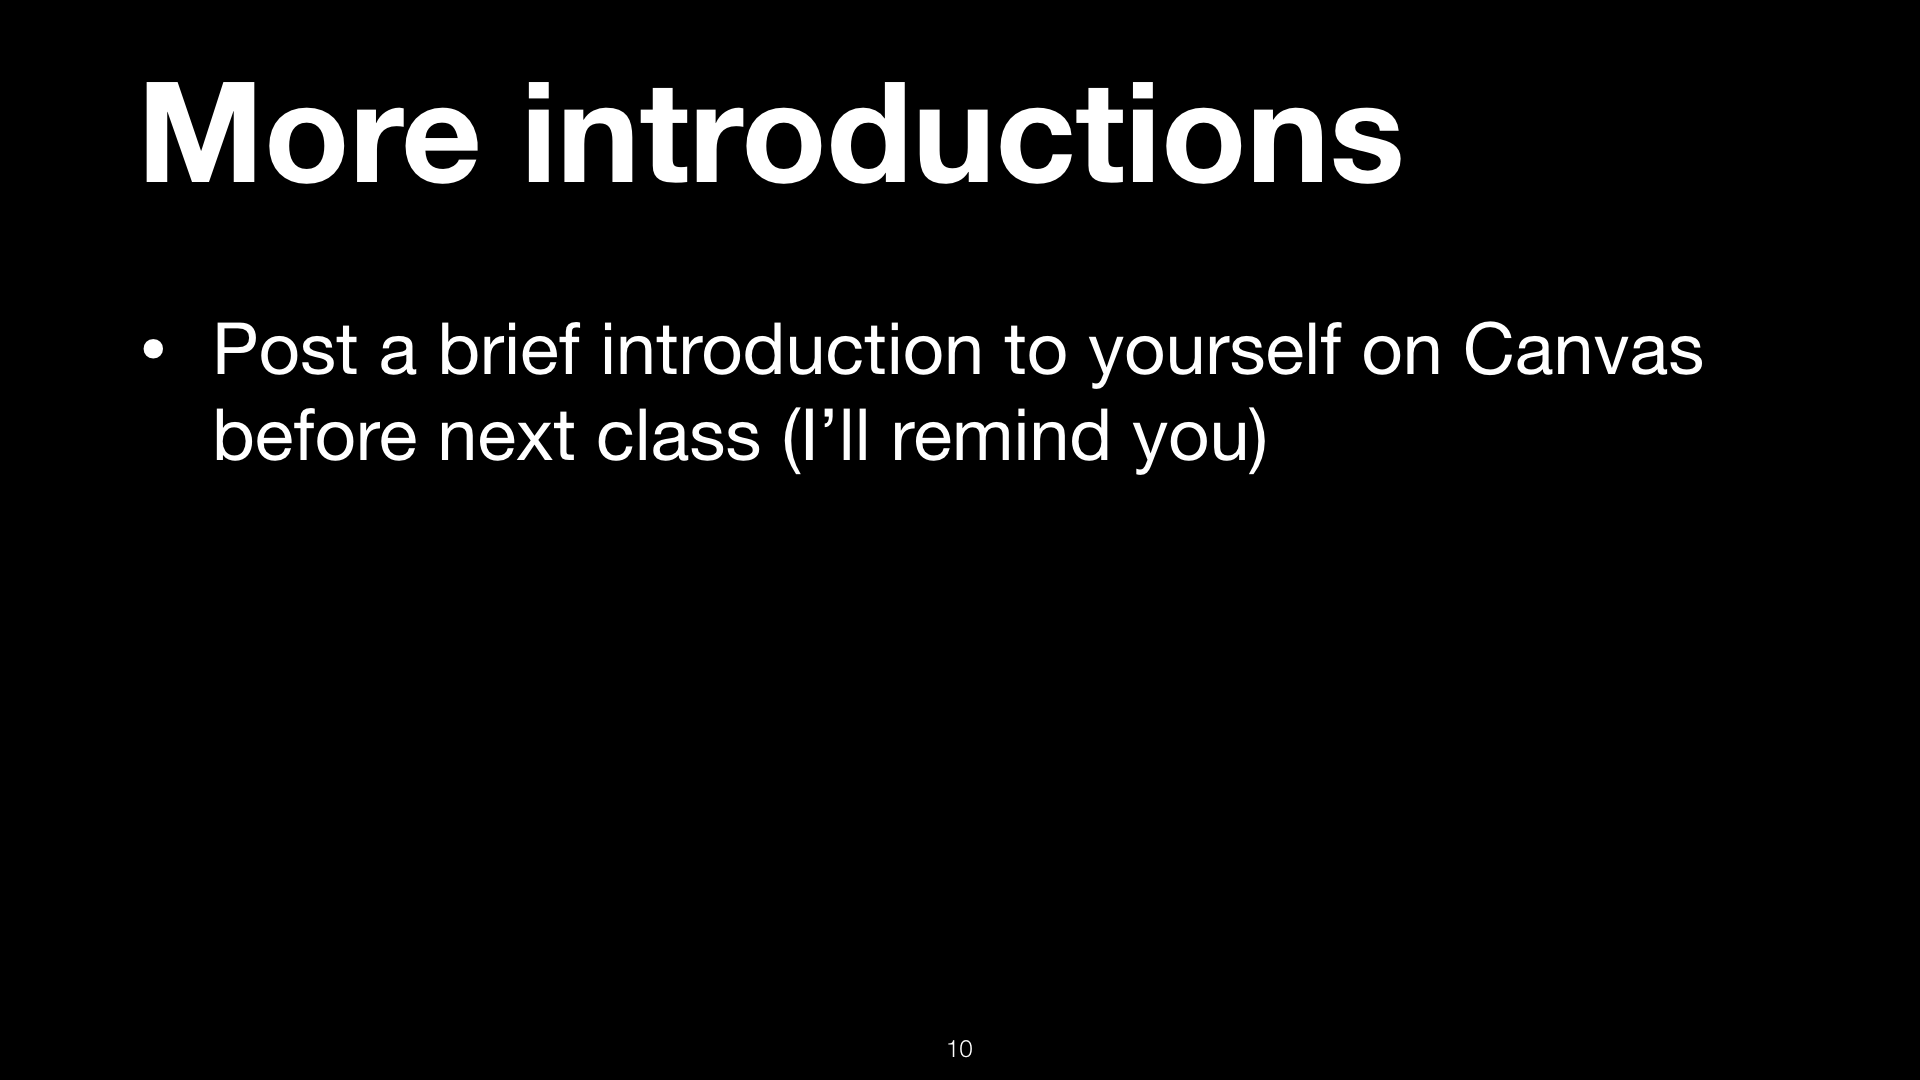 More introductions
• Post a brief introduction to yourself on Canvas
before next class (I’ll remind you)
10